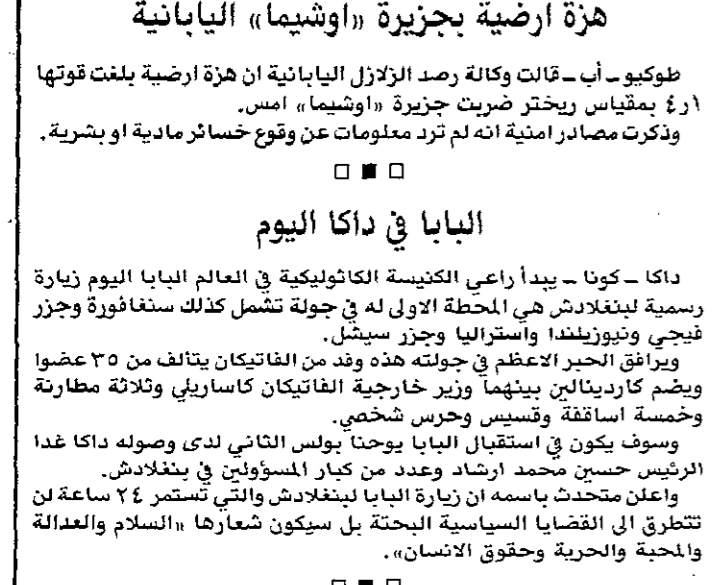 هزة ارضية بجزيرة «اوشيما» اليابانية
طوكيو ـ أب ـ قالت وكالة رصد الزلازل اليابانية ان هزة ارضية بلغت قوتها
٤٫١ بمقياس ريختر ضربت جزيرة «اوشيما» امس.
وذكرت مصادر امنية انه لم ترد معلومات عن وقوع خسائر مادية او بشرية.
□ ■ □
البابا في داكا اليوم
داكا ـ كونا ـ يبدأ راعي الكنيسة الكاثوليكية في العالم البابا اليوم زيارة
رسمية لبنغلادش هي المحطة الاولى له في جولة تشمل كذلك سنغافورة وجزر
فيجي ونيوزيلندا واستراليا وجزر سيشل.
ويرافق الحبر الاعظم في جولته هذه وفد من الفاتيكان يتألف من ٣٥ عضوا
ويضم كاردينالين بينهما وزير خارجية الفاتيكان كاساريلي وثلاثة مطارنة
وخمسة اساقفة وقسيس وحرس شخصي.
وسوف يكون في استقبال البابا يوحنا بولس الثاني لدى وصوله داكا غدا
الرئيس حسين محمد ارشاد وعدد من كبار المسؤولين في بنغلادش.
واعلن متحدث باسمه ان زيارة البابا لبنغلادش والتي تستمر ٢٤ ساعة لن
تتطرق الى القضايا السياسية البحتة بل سيكون شعارها «السلام والعدالة
والمحبة والحرية وحقوق الانسان».
□ ■ □